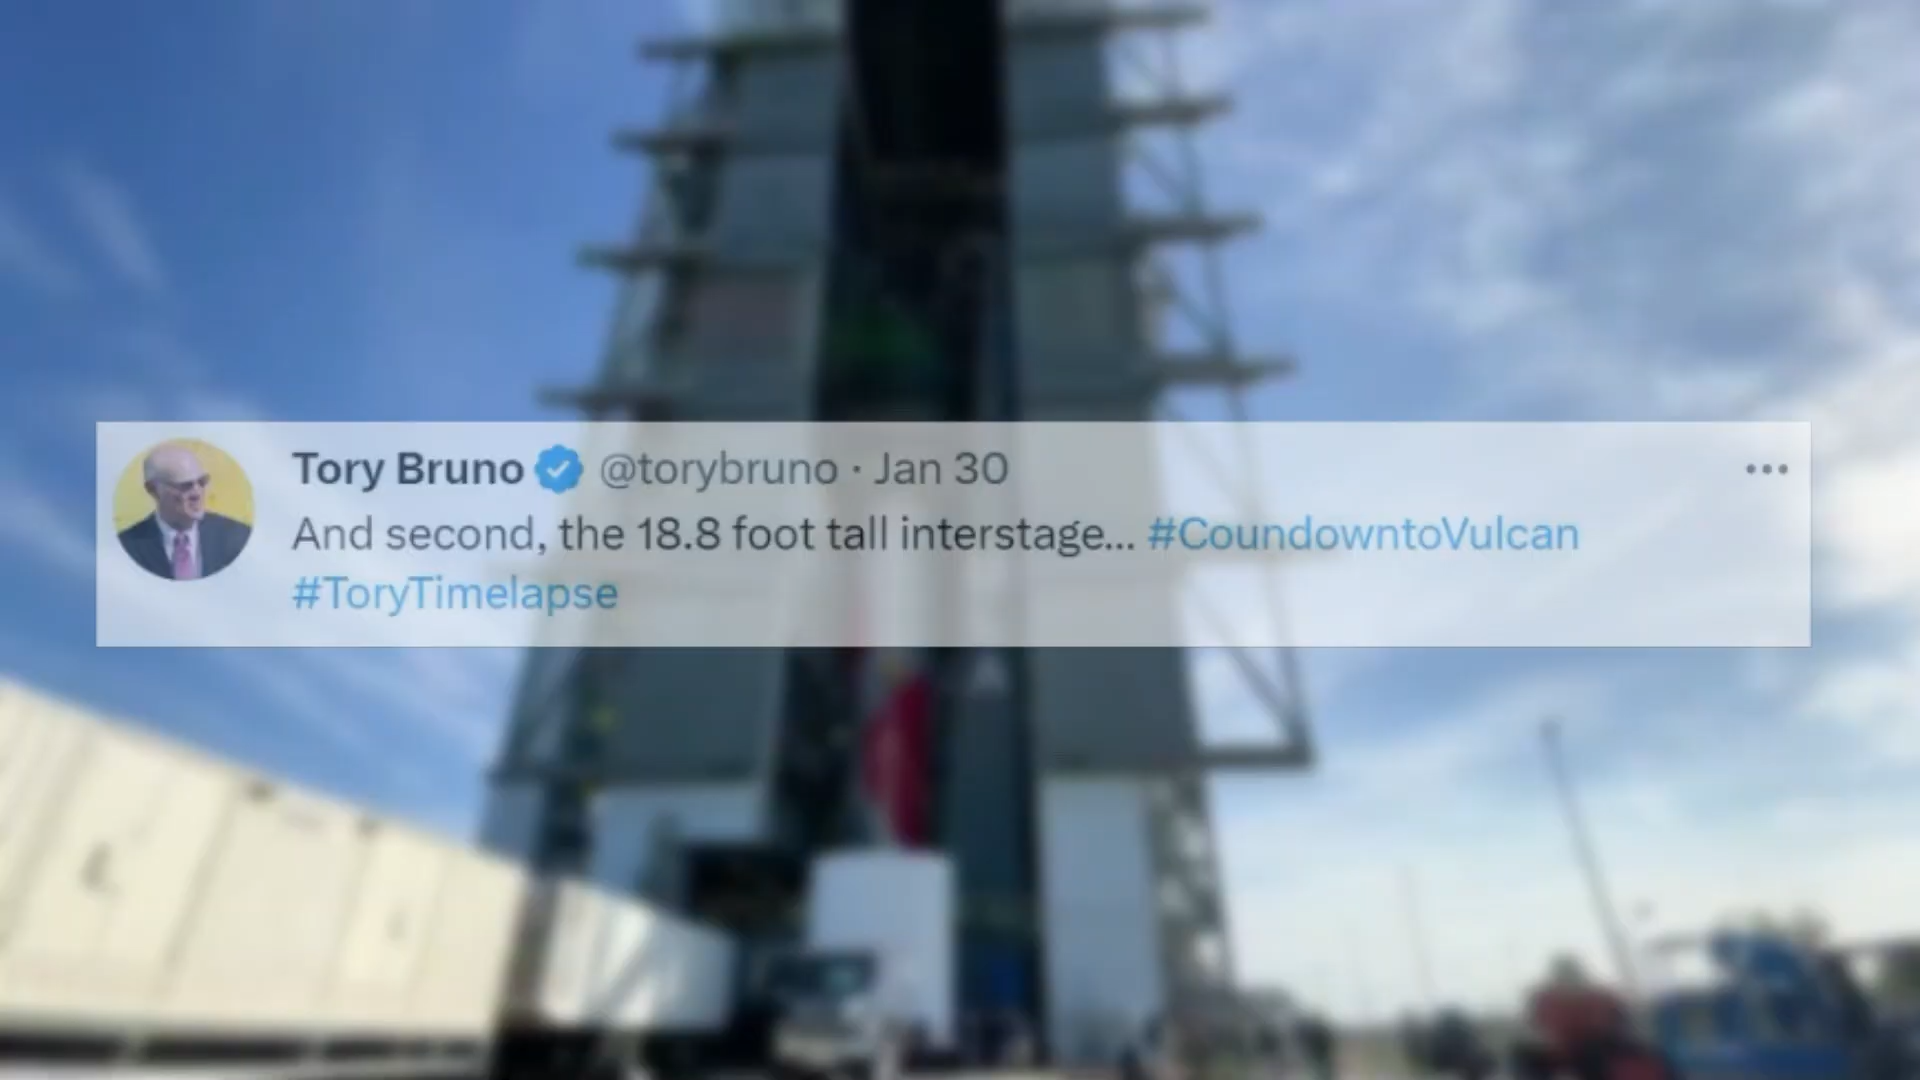 Tory Bruno @torybruno · Jan 30
And second, the 18.8 foot tall interstage... #CoundowntoVulcan
#ToryTimelapse